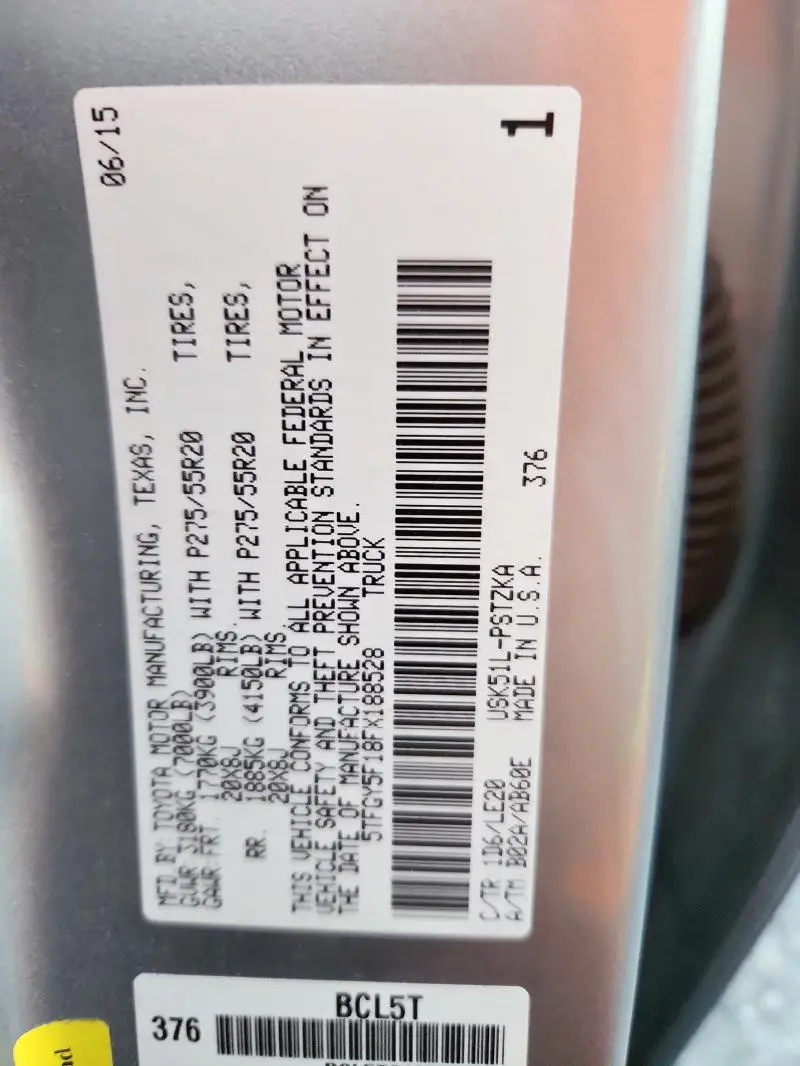 06/15
MFD BY TOYOTA MOTOR MANUFACTURING, TEXAS, INC.
GVWR 3180KG (7000LB)
GAWR FRT. 1770KG (3900LB) WITH P275/55R20 TIRES,
20X8J RIMS.
RR. 1885KG (4150LB) WITH P275/55R20 TIRES,
20X8J RIMS.
THIS VEHICLE CONFORMS TO ALL APPLICABLE FEDERAL MOTOR
VEHICLE SAFETY AND THEFT PREVENTION STANDARDS IN EFFECT ON
THE DATE OF MANUFACTURE SHOWN ABOVE.
5TFGY5F18FX188528 TRUCK
C/TR 1D6/LE20 USK51L-PSTZKA
A/TM B02A/AB60E MADE IN U.S.A. 376
1
BCL5T
376